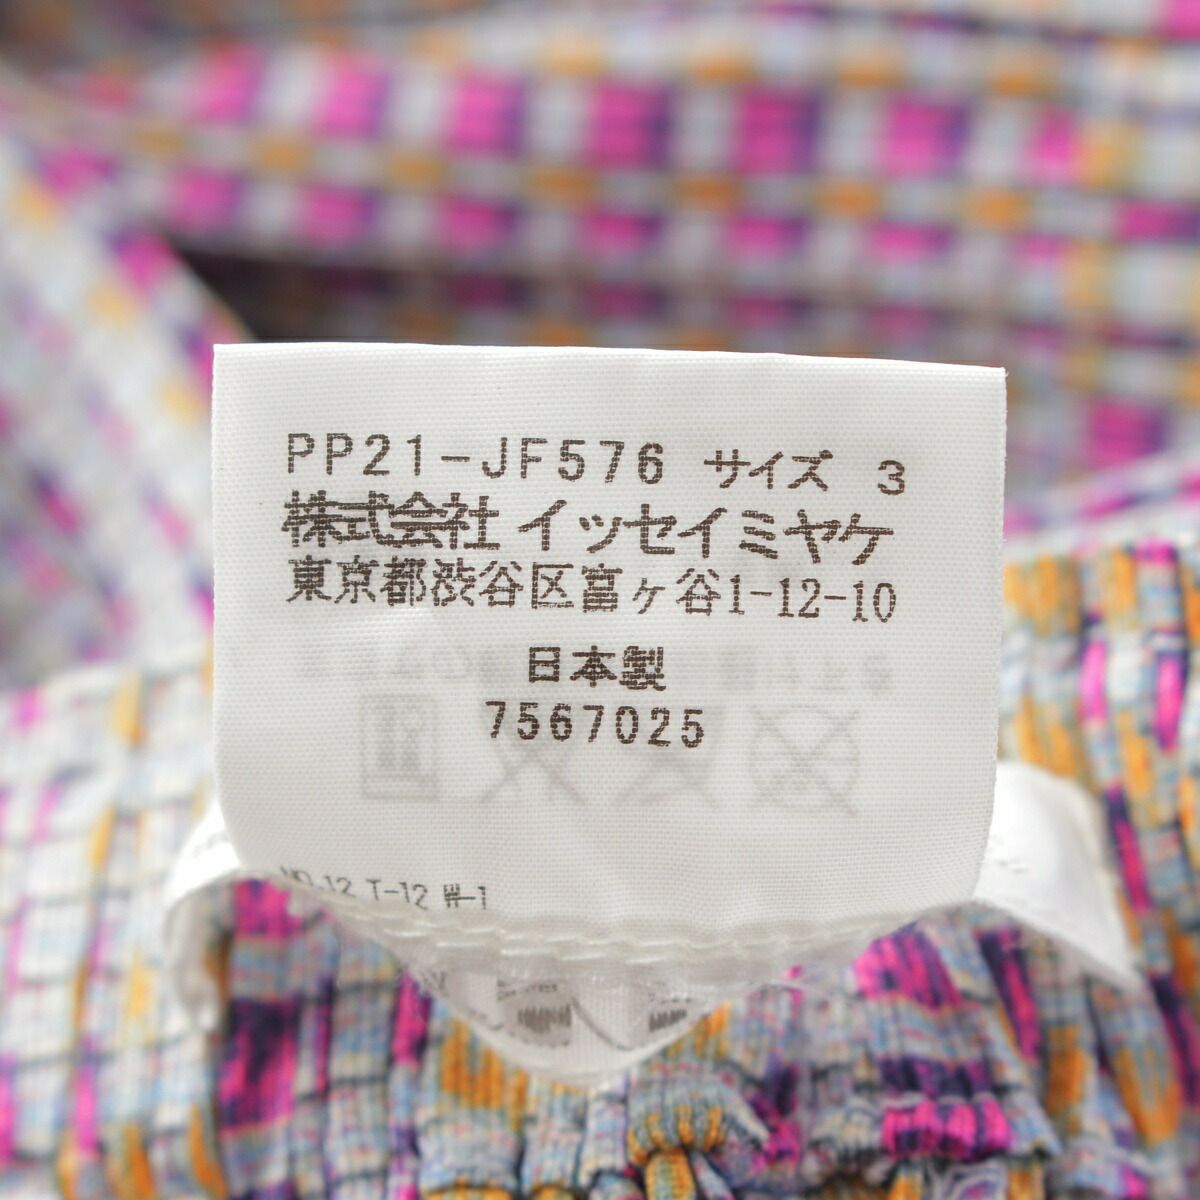 PP21-JF576 サイズ 3
株式会社 イッセイミヤケ
東京都渋谷区富ヶ谷1-12-10
日本製
7567025
T-12